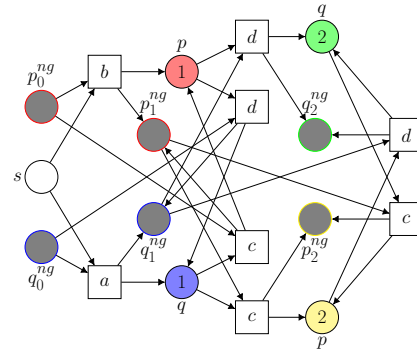 q
p
d
2
b
1
p_0^{ng}
p_1^{ng}
d
q_2^{ng}
d
s
c
q_0^{ng}
q_1^{ng}
c
p_2^{ng}
a
1
q
c
2
p